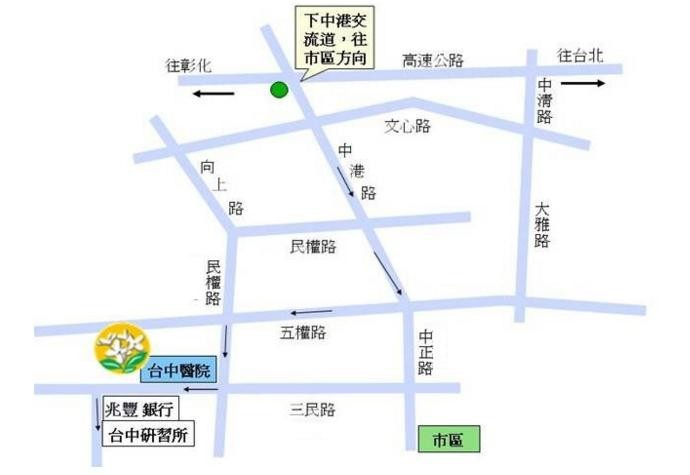 下中港交
流道，往
市區方向
往彰化
高速公路
往台北
中清路
文心路
中港路
向上路
大雅路
民權路
民權路
五權路
中正路
台中醫院
兆豐 銀行
台中研習所
三民路
市區